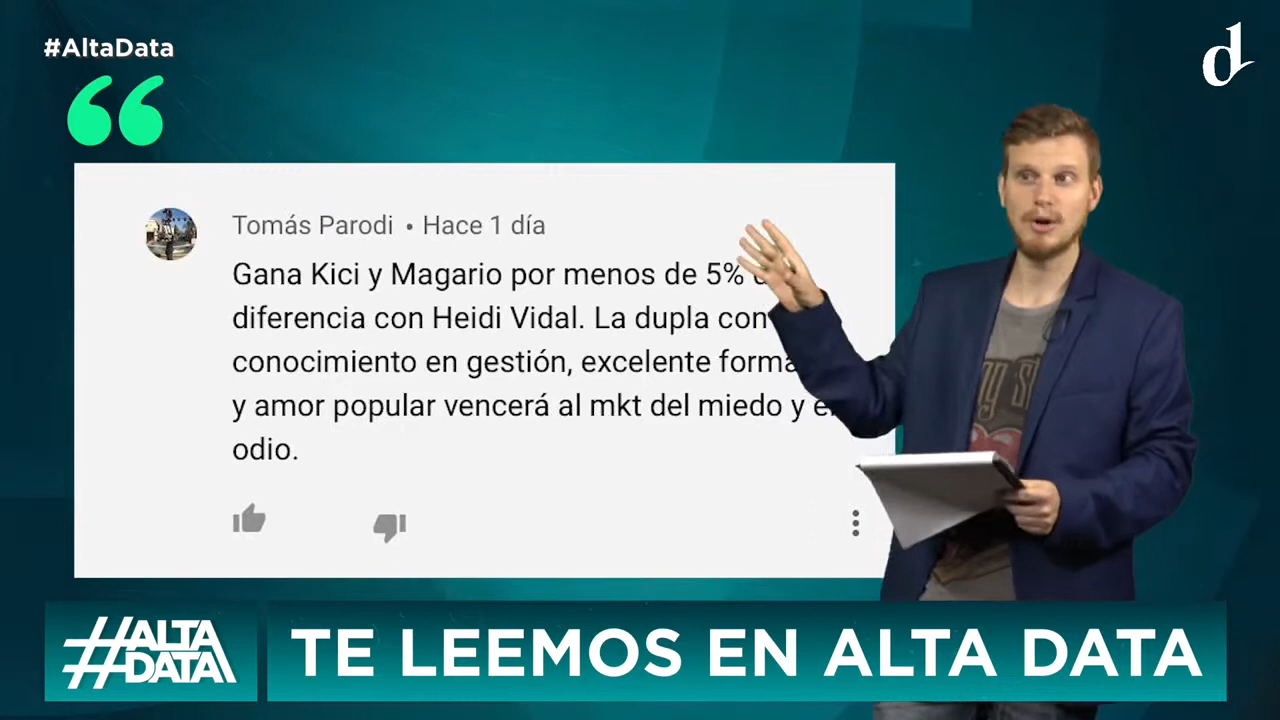 #AltaData
Tomás Parodi • Hace 1 día
Gana Kici y Magario por menos de 5%
diferencia con Heidi Vidal. La dupla con
conocimiento en gestión, excelente forma
y amor popular vencerá al mkt del miedo y
odio.
#ALTA
DATA
TE LEEMOS EN ALTA DATA